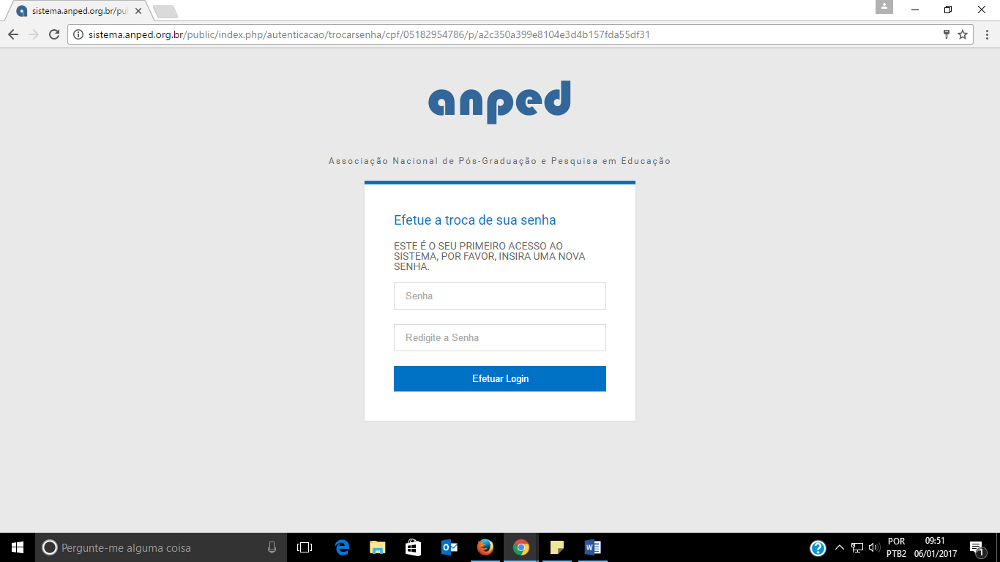 sistema.anped.org.br/pu
sistema.anped.org.br/public/index.php/autenticacao/trocarsenha/cpf/05182954786/p/a2c350a399e8104e3d4b157fda55df31
anped
Associação Nacional de Pós-Graduação e Pesquisa em Educação
Efetue a troca de sua senha
ESTE É O SEU PRIMEIRO ACESSO AO
SISTEMA, POR FAVOR, INSIRA UMA NOVA
SENHA.
Senha
Redigite a Senha
Efetuar Login
Pergunte-me alguma coisa
POR
PTB2
09:51
06/01/2017
1